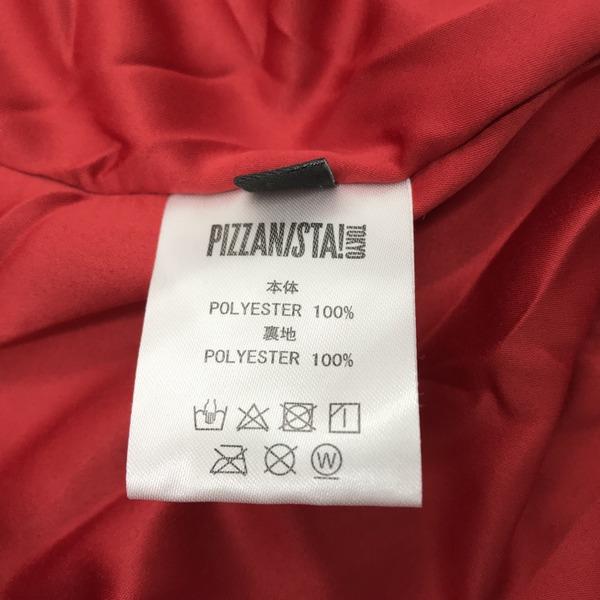 PIZZANISTA! TOKYO
本体
POLYESTER 100%
裏地
POLYESTER 100%
W